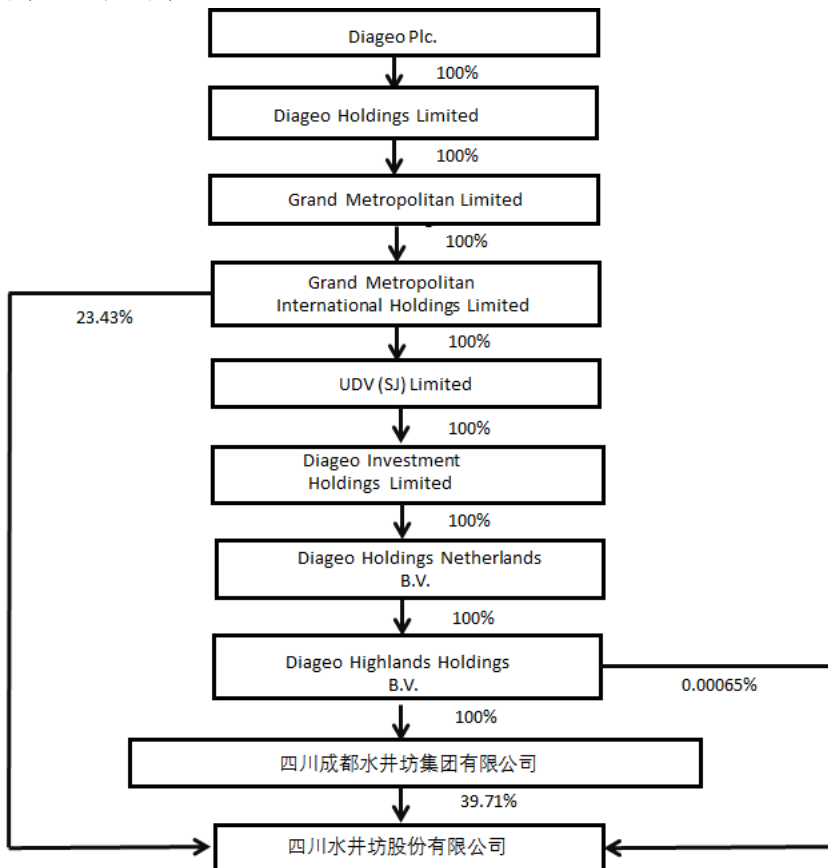 Diageo Plc.
100%
Diageo Holdings Limited
100%
Grand Metropolitan Limited
100%
Grand Metropolitan
International Holdings Limited
23.43%
100%
UDV (SJ) Limited
100%
Diageo Investment
Holdings Limited
100%
Diageo Holdings Netherlands
B.V.
100%
Diageo Highlands Holdings
B.V.
0.00065%
100%
四川成都水井坊集团有限公司
39.71%
四川水井坊股份有限公司